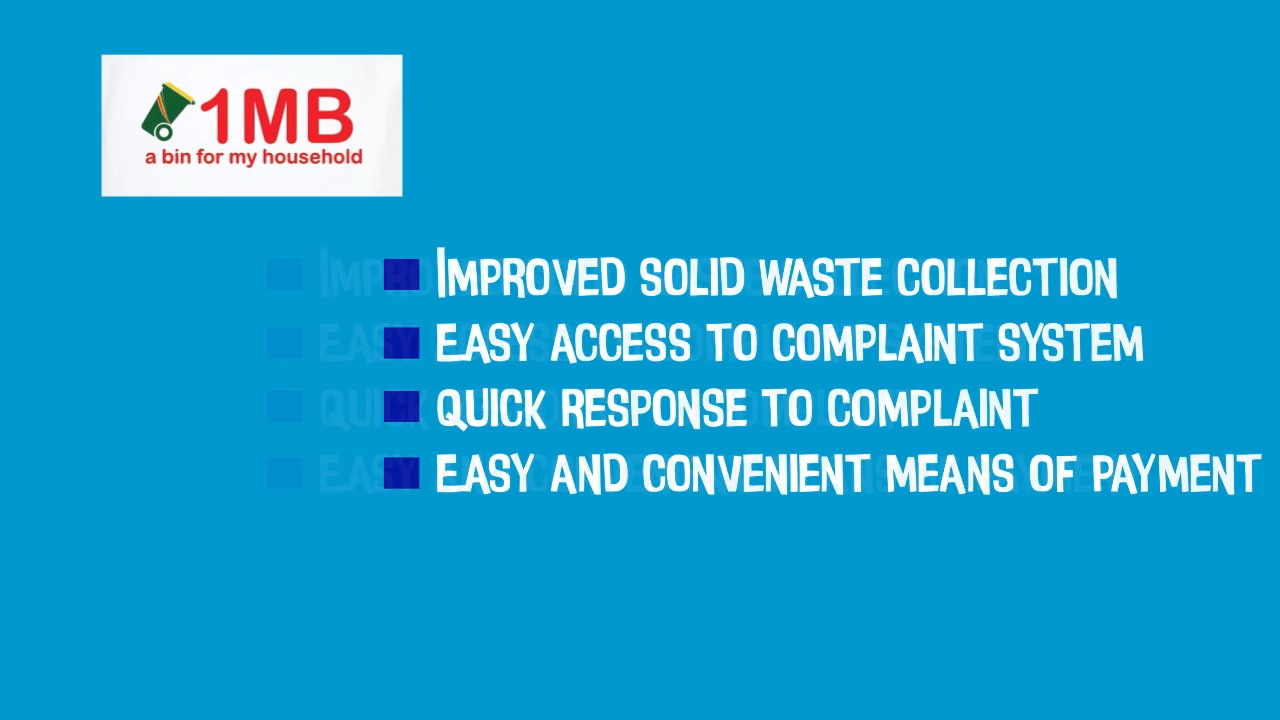 1MB
a bin for my household
Improved solid waste collection
Easy access to complaint system
quick response to complaint
Easy and convenient means of payment